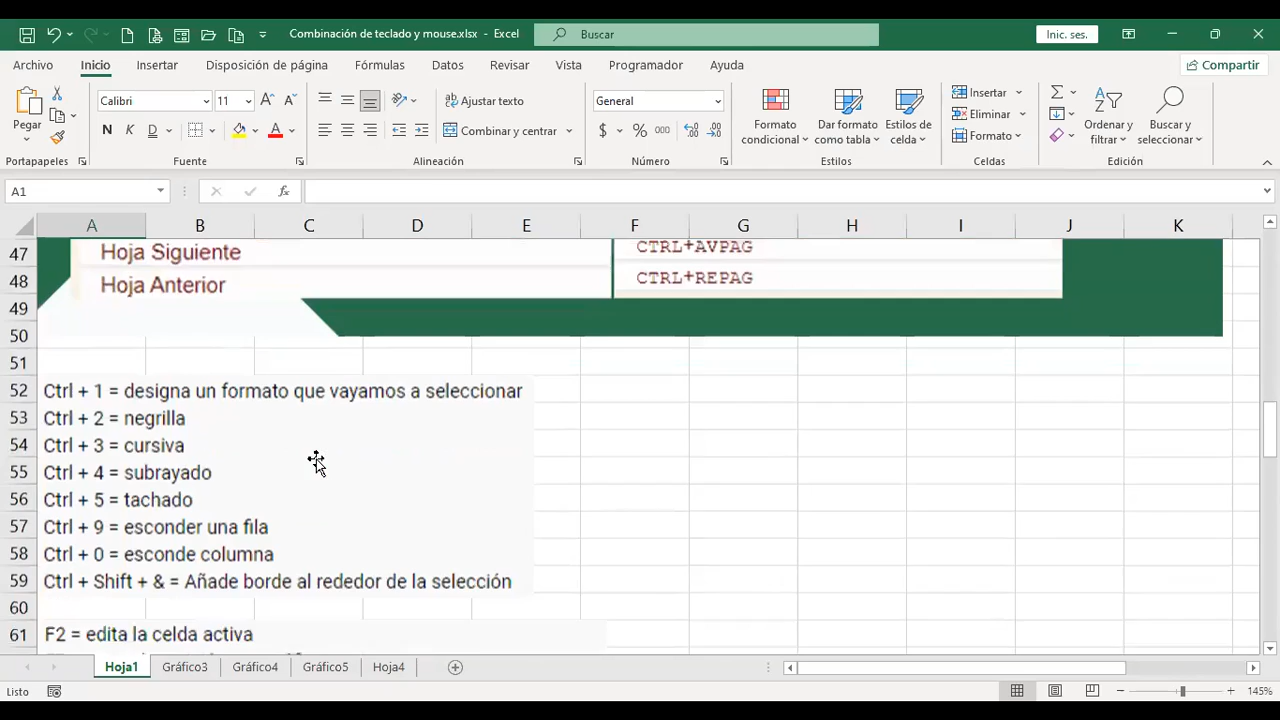 Combinación de teclado y mouse.xlsx - Excel
Buscar
Inic. ses.
Archivo
Inicio
Insertar
Disposición de página
Fórmulas
Datos
Revisar
Vista
Programador
Ayuda
Compartir
Pegar
Portapapeles
Calibri
11
N K D
Fuente
Ajustar texto
Combinar y centrar
Alineación
General
$ % 000
Número
Formato condicional
Dar formato como tabla
Estilos de celda
Estilos
Insertar
Eliminar
Formato
Celdas
Ordenar y filtrar
Buscar y seleccionar
Edición
A1
fx
A B C D E F G H I J K
47 Hoja Siguiente CTRL+AVPAG
48 Hoja Anterior CTRL+REPAG
49
50
51
52 Ctrl + 1 = designa un formato que vayamos a seleccionar
53 Ctrl + 2 = negrilla
54 Ctrl + 3 = cursiva
55 Ctrl + 4 = subrayado
56 Ctrl + 5 = tachado
57 Ctrl + 9 = esconder una fila
58 Ctrl + 0 = esconde columna
59 Ctrl + Shift + & = Añade borde al rededor de la selección
60
61 F2 = edita la celda activa
Hoja1 Gráfico3 Gráfico4 Gráfico5 Hoja4
Listo
145%